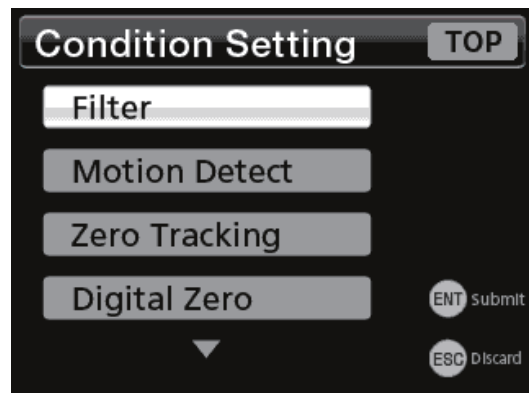 Condition Setting TOP
Filter
Motion Detect
Zero Tracking
Digital Zero
ENT Submit
ESC Discard